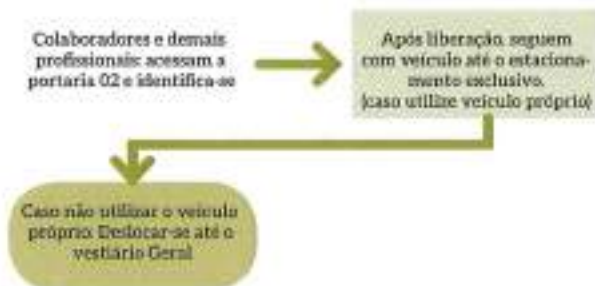 Colaboradores e demais
profissionais: acessam a
portaria 02 e identifica-se
Após liberação, seguem
com veículo até o estaciona-
mento exclusivo.
(caso utilize veículo próprio)
Caso não utilizar o veículo
próprio: Deslocar-se até o
vestiário Geral